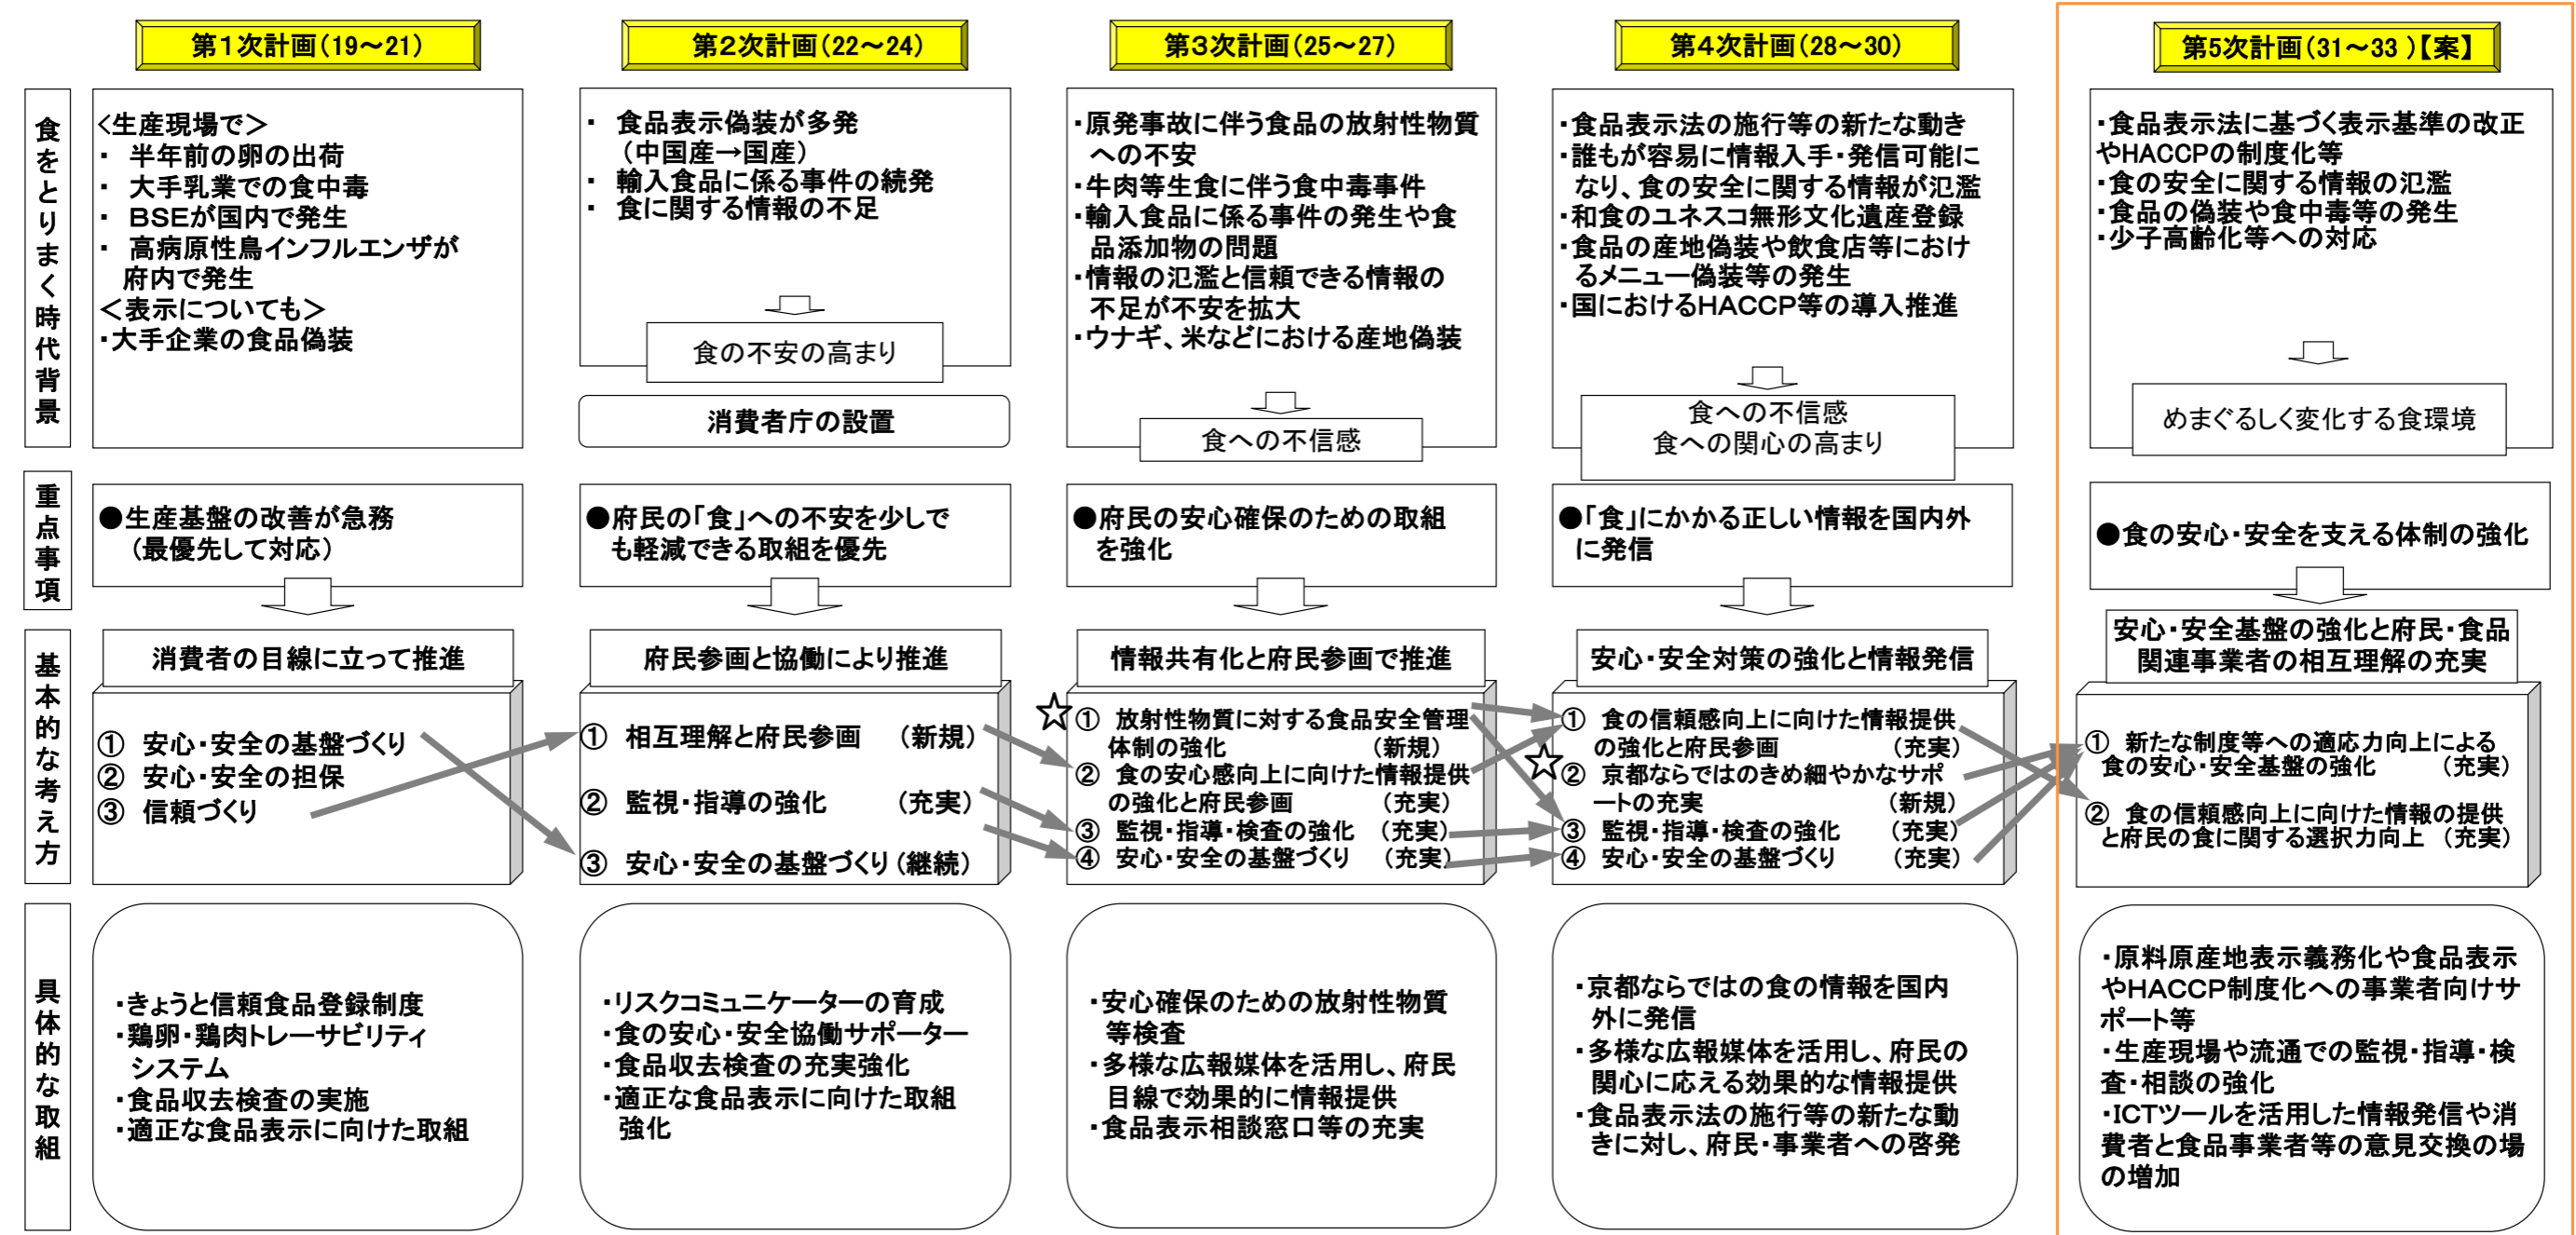 第1次計画(19～21)
第2次計画(22～24)
第3次計画(25～27)
第4次計画(28～30)
第5次計画(31～33 )【案】
食をとりまく時代背景
<生産現場で>
・ 半年前の卵の出荷
・ 大手乳業での食中毒
・ BSEが国内で発生
・ 高病原性鳥インフルエンザが
府内で発生
<表示についても>
・大手企業の食品偽装
・ 食品表示偽装が多発
(中国産→国産)
・ 輸入食品に係る事件の続発
・ 食に関する情報の不足
食の不安の高まり
消費者庁の設置
・原発事故に伴う食品の放射性物質
への不安
・牛肉等生食に伴う食中毒事件
・輸入食品に係る事件の発生や食
品添加物の問題
・情報の氾濫と信頼できる情報の
不足が不安を拡大
・ウナギ、米などにおける産地偽装
食への不信感
・食品表示法の施行等の新たな動き
・誰もが容易に情報入手・発信可能に
なり、食の安全に関する情報が氾濫
・和食のユネスコ無形文化遺産登録
・食品の産地偽装や飲食店等におけ
るメニュー偽装等の発生
・国におけるHACCP等の導入推進
食への不信感
食への関心の高まり
・食品表示法に基づく表示基準の改正
やHACCPの制度化等
・食の安全に関する情報の氾濫
・食品の偽装や食中毒等の発生
・少子高齢化等への対応
めまぐるしく変化する食環境
重点事項
●生産基盤の改善が急務
(最優先して対応)
●府民の「食」への不安を少しで
も軽減できる取組を優先
●府民の安心確保のための取組
を強化
●「食」にかかる正しい情報を国内外
に発信
●食の安心・安全を支える体制の強化
基本的な考え方
消費者の目線に立って推進
① 安心・安全の基盤づくり
② 安心・安全の担保
③ 信頼づくり
府民参画と協働により推進
① 相互理解と府民参画 (新規)
② 監視・指導の強化 (充実)
③ 安心・安全の基盤づくり(継続)
情報共有化と府民参画で推進
☆① 放射性物質に対する食品安全管理
体制の強化 (新規)
② 食の安心感向上に向けた情報提供
の強化と府民参画 (充実)
③ 監視・指導・検査の強化 (充実)
④ 安心・安全の基盤づくり (充実)
安心・安全対策の強化と情報発信
① 食の信頼感向上に向けた情報提供
の強化と府民参画 (充実)
☆② 京都ならではのきめ細やかなサポ
ートの充実 (新規)
③ 監視・指導・検査の強化 (充実)
④ 安心・安全の基盤づくり (充実)
安心・安全基盤の強化と府民・食品
関連事業者の相互理解の充実
① 新たな制度等への適応力向上による
食の安心・安全基盤の強化 (充実)
② 食の信頼感向上に向けた情報の提供
と府民の食に関する選択力向上 (充実)
具体的な取組
・きょうと信頼食品登録制度
・鶏卵・鶏肉トレーサビリティ
システム
・食品収去検査の実施
・適正な食品表示に向けた取組
・リスクコミュニケーターの育成
・食の安心・安全協働サポーター
・食品収去検査の充実強化
・適正な食品表示に向けた取組
強化
・安心確保のための放射性物質
等検査
・多様な広報媒体を活用し、府民
目線で効果的に情報提供
・食品表示相談窓口等の充実
・京都ならではの食の情報を国内
外に発信
・多様な広報媒体を活用し、府民の
関心に応える効果的な情報提供
・食品表示法の施行等の新たな動
きに対し、府民・事業者への啓発
・原料原産地表示義務化や食品表示
やHACCP制度化への事業者向けサ
ポート等
・生産現場や流通での監視・指導・検
査・相談の強化
・ICTツールを活用した情報発信や消
費者と食品事業者等の意見交換の場
の増加